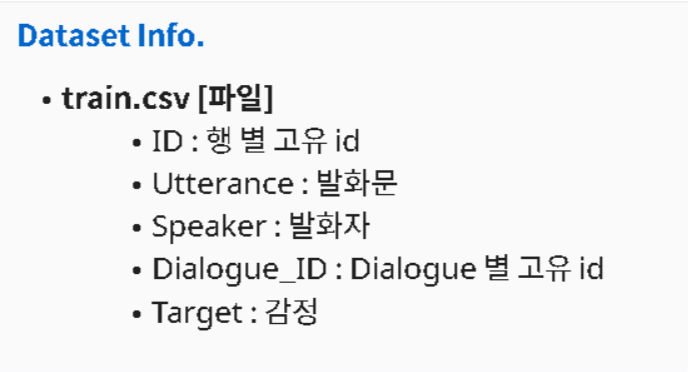 Dataset Info.
• train.csv [파일]
• ID : 행 별 고유 id
• Utterance : 발화문
• Speaker : 발화자
• Dialogue_ID : Dialogue 별 고유 id
• Target : 감정